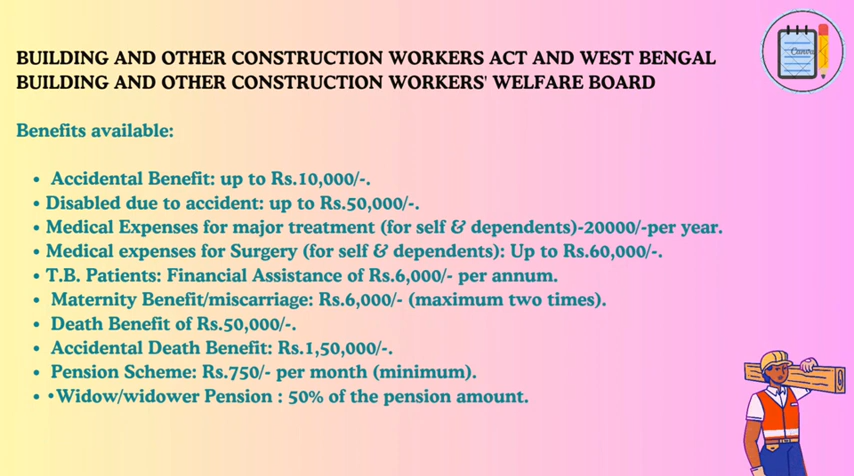 BUILDING AND OTHER CONSTRUCTION WORKERS ACT AND WEST BENGAL
BUILDING AND OTHER CONSTRUCTION WORKERS' WELFARE BOARD
Canva
Benefits available:
• Accidental Benefit: up to Rs.10,000/-.
• Disabled due to accident: up to Rs.50,000/-.
• Medical Expenses for major treatment (for self & dependents)-20000/-per year.
• Medical expenses for Surgery (for self & dependents): Up to Rs.60,000/-.
• T.B. Patients: Financial Assistance of Rs.6,000/- per annum.
• Maternity Benefit/miscarriage: Rs.6,000/- (maximum two times).
• Death Benefit of Rs.50,000/-.
• Accidental Death Benefit: Rs.1,50,000/-.
• Pension Scheme: Rs.750/- per month (minimum).
• •Widow/widower Pension : 50% of the pension amount.